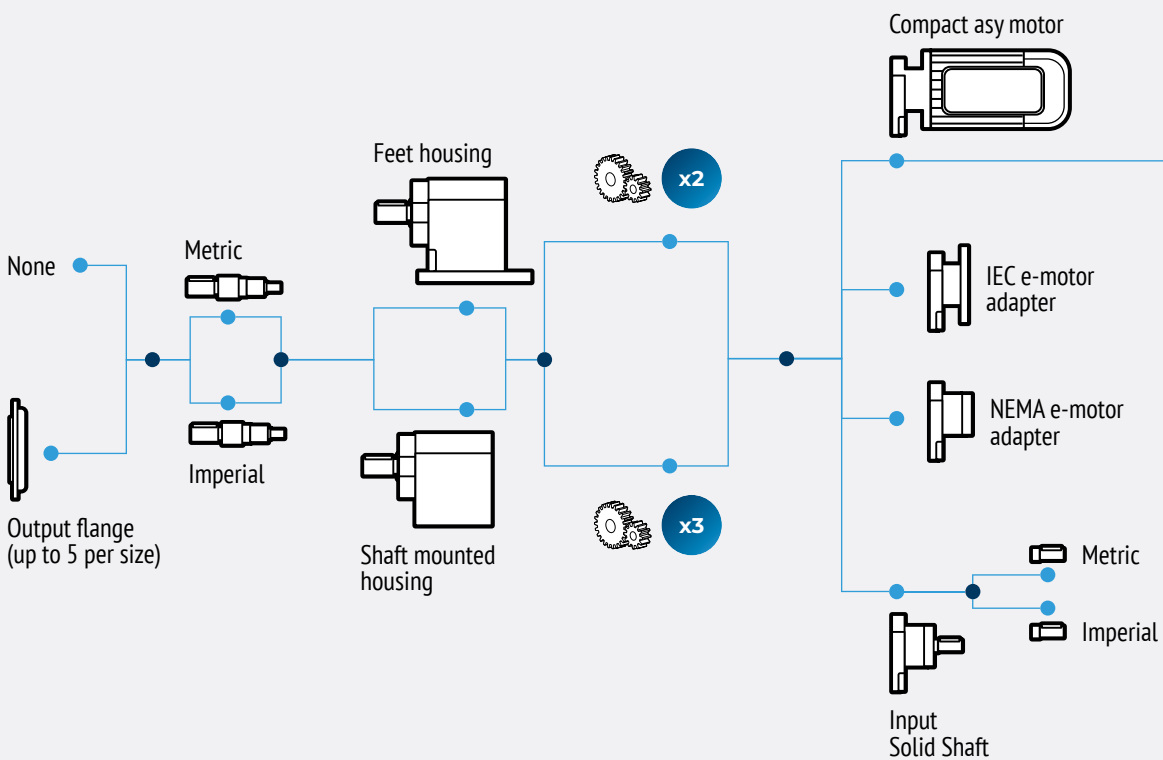 Compact asy motor
Feet housing
x2
None
Metric
IEC e-motor
adapter
NEMA e-motor
adapter
Imperial
Output flange
(up to 5 per size)
x3
Shaft mounted
housing
Metric
Imperial
Input
Solid Shaft